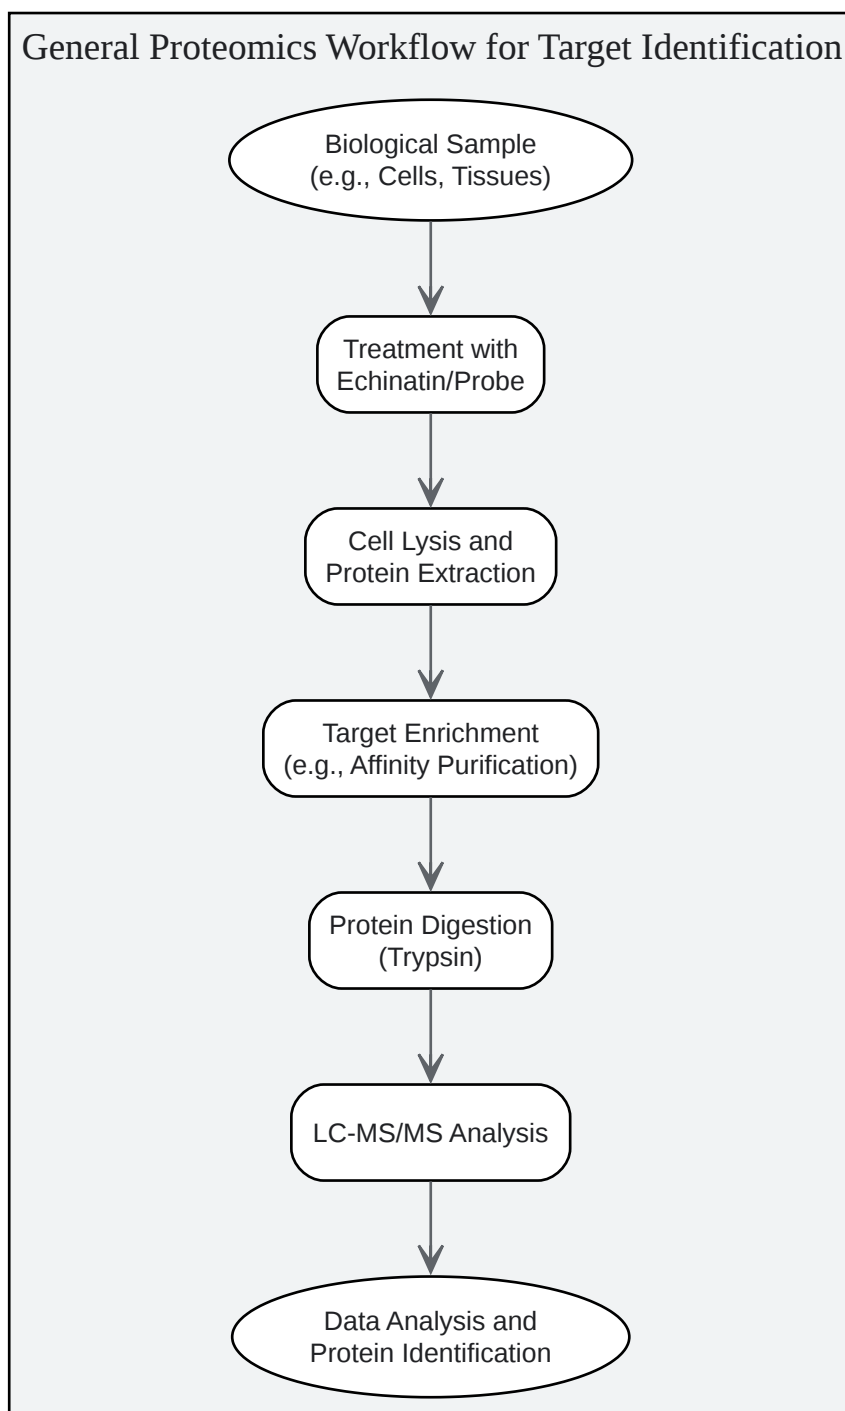 General Proteomics Workflow for Target Identification
Biological Sample
(e.g., Cells, Tissues)
Treatment with
Echinatin/Probe
Cell Lysis and
Protein Extraction
Target Enrichment
(e.g., Affinity Purification)
Protein Digestion
(Trypsin)
LC-MS/MS Analysis
Data Analysis and
Protein Identification